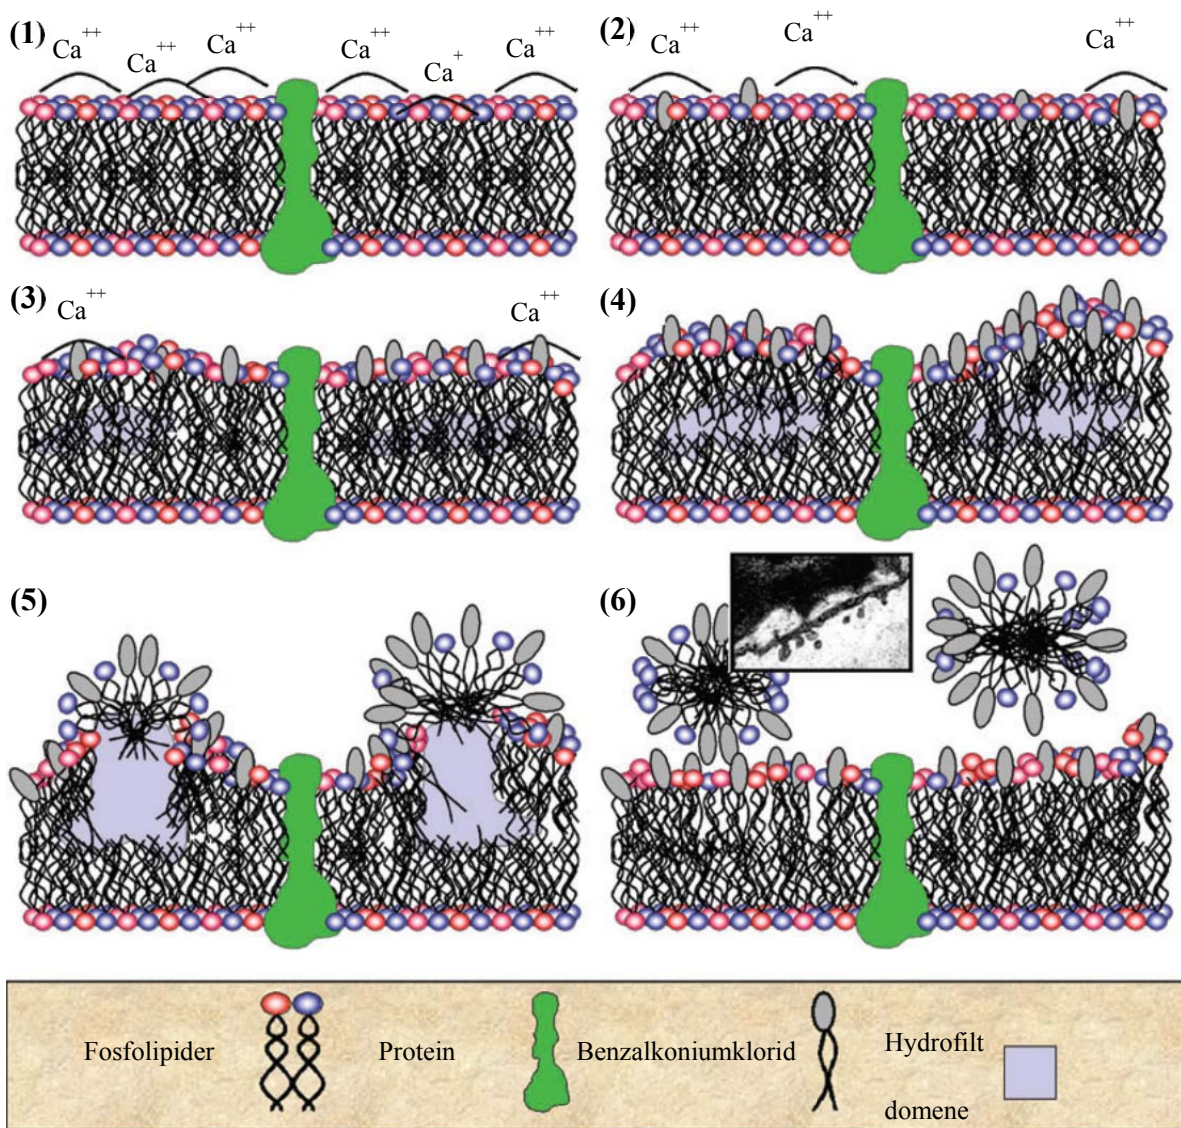 (1)
Ca++ Ca++ Ca++ Ca++ Ca+ Ca++
(2)
Ca++ Ca++ Ca++
(3)
Ca++ Ca++
(4)
(5)
(6)
Fosfolipider
Protein
Benzalkoniumklorid
Hydrofilt
domene